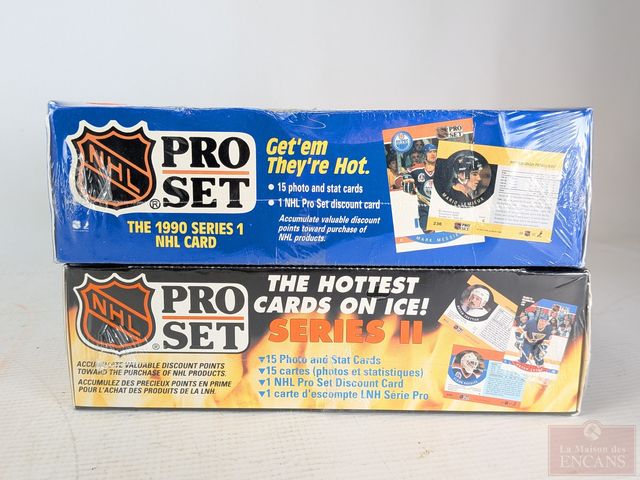 NHL
PRO
SET
®
THE 1990 SERIES 1
NHL CARD
Get'em
They're Hot.
• 15 photo and stat cards
• 1 NHL Pro Set discount card
Accumulate valuable discount
points toward purchase of
NHL products.
PRO SET
MARIO LEMIEUX
236
NHL
PRO
SET
®
ACCUMULATE VALUABLE DISCOUNT POINTS
TOWARD THE PURCHASE OF NHL PRODUCTS.
ACCUMULEZ DES PRÉCIEUX POINTS EN PRIME
POUR L'ACHAT DES PRODUITS DE LA LNH.
THE HOTTEST
CARDS ON ICE!
SERIES II
▼15 Photo and Stat Cards
▼15 cartes (photos et statistiques)
▼1 NHL Pro Set Discount Card
▼1 carte d'escompte LNH Série Pro
La Maison des
ENCANS